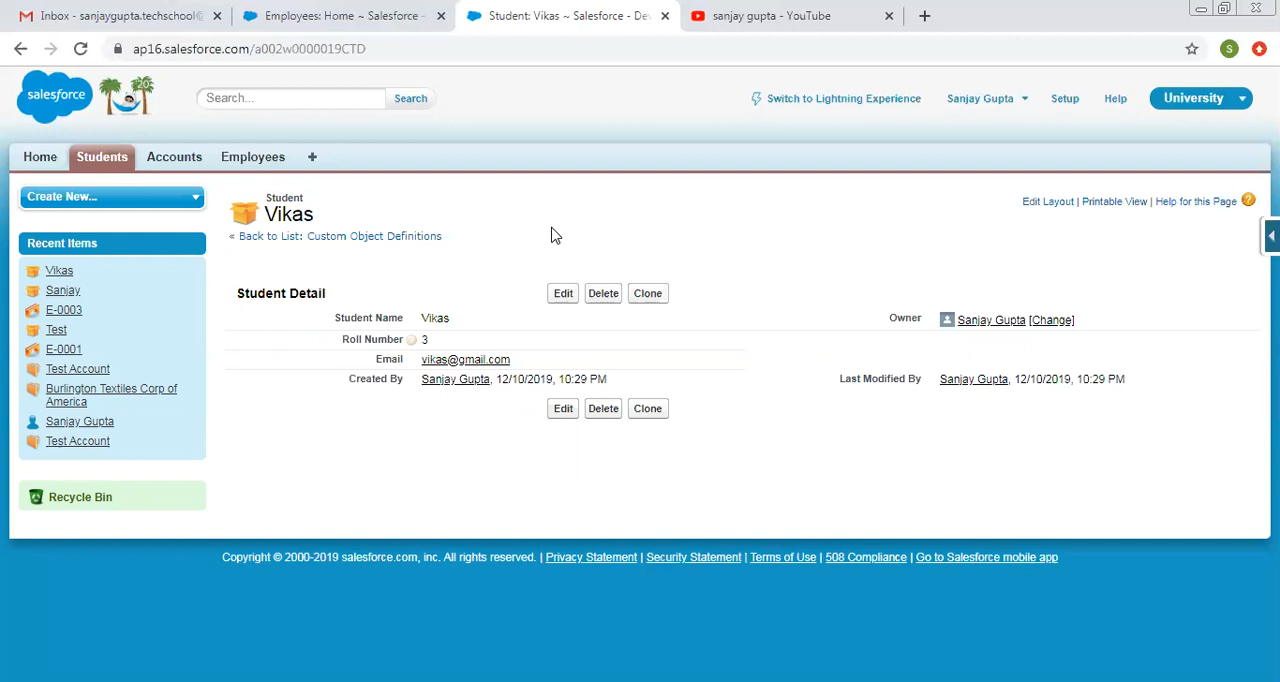 Inbox - sanjaygupta.techschool@
Employees: Home ~ Salesforce -
Student: Vikas ~ Salesforce - Dev
sanjay gupta - YouTube
ap16.salesforce.com/a002w0000019CTD
S
salesforce
20
Search...
Search
Switch to Lightning Experience
Sanjay Gupta
Setup
Help
University
Home
Students
Accounts
Employees
+
Create New...
Recent Items
Vikas
Sanjay
E-0003
Test
E-0001
Test Account
Burlington Textiles Corp of
America
Sanjay Gupta
Test Account
Recycle Bin
Student
Vikas
« Back to List: Custom Object Definitions
Edit Layout | Printable View | Help for this Page ?
Student Detail
Edit Delete Clone
Student Name Vikas
Owner Sanjay Gupta [Change]
Roll Number 3
Email vikas@gmail.com
Created By Sanjay Gupta, 12/10/2019, 10:29 PM
Last Modified By Sanjay Gupta, 12/10/2019, 10:29 PM
Edit Delete Clone
Copyright © 2000-2019 salesforce.com, inc. All rights reserved. | Privacy Statement | Security Statement | Terms of Use | 508 Compliance | Go to Salesforce mobile app